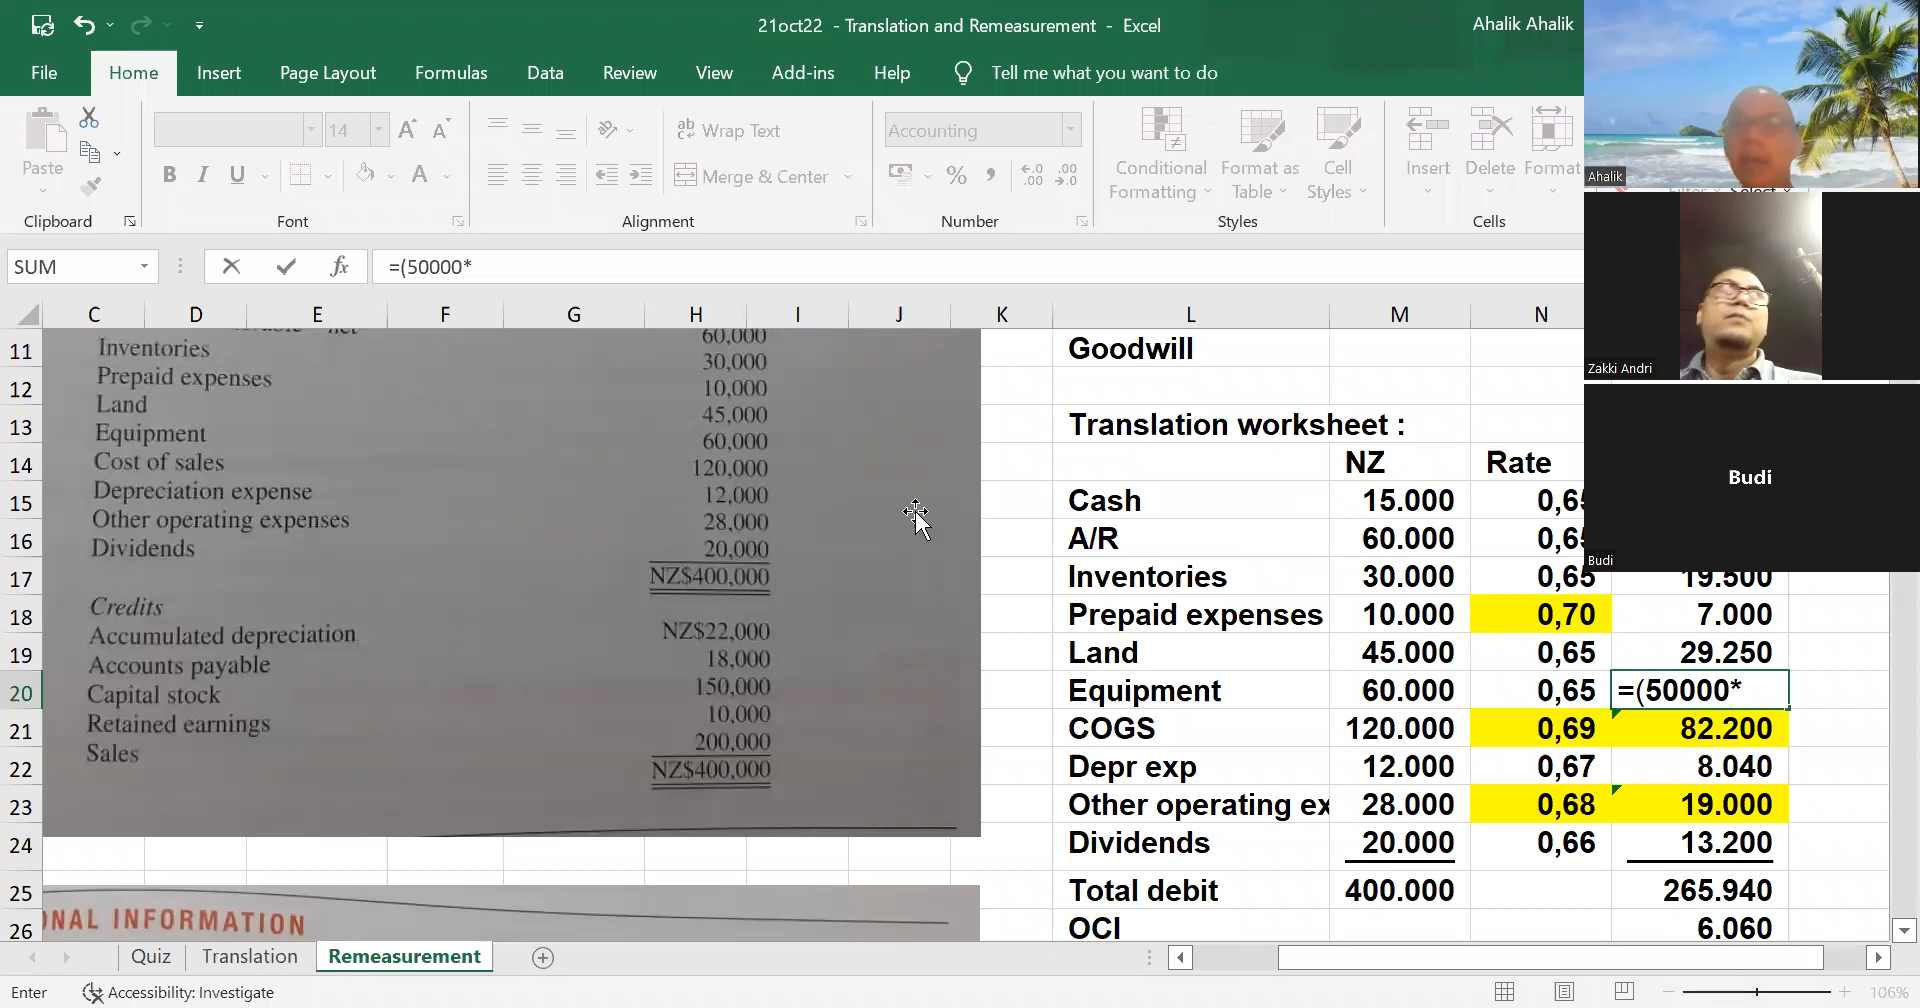 21oct22 - Translation and Remeasurement - Excel
Ahalik Ahalik
File Home Insert Page Layout Formulas Data Review View Add-ins Help Tell me what you want to do
14
Wrap Text
Accounting
Paste
B I U
Merge & Center
Conditional Formatting
Format as Table
Cell Styles
Insert Delete Format
Clipboard Font Alignment Number Styles Cells
SUM
=(50000*
C D E F G H I J K L M N
11
12
13
14
15
16
17
18
19
20
21
22
23
24
25
26
60,000
Inventories 30,000
Prepaid expenses 10,000
Land 45,000
Equipment 60,000
Cost of sales 120,000
Depreciation expense 12,000
Other operating expenses 28,000
Dividends 20,000
NZ$400,000
Credits
Accumulated depreciation NZ$22,000
Accounts payable 18,000
Capital stock 150,000
Retained earnings 10,000
Sales 200,000
NZ$400,000
ONAL INFORMATION
Goodwill
Translation worksheet :
NZ Rate
Cash 15.000 0,65
A/R 60.000 0,65
Inventories 30.000 0,65 19.500
Prepaid expenses 10.000 0,70 7.000
Land 45.000 0,65 29.250
Equipment 60.000 0,65 =(50000*
COGS 120.000 0,69 82.200
Depr exp 12.000 0,67 8.040
Other operating ex 28.000 0,68 19.000
Dividends 20.000 0,66 13.200
Total debit 400.000 265.940
OCI 6.060
Ahalik
Zakki Andri
Budi
Budi
Quiz Translation Remeasurement
Enter Accessibility: Investigate
106%